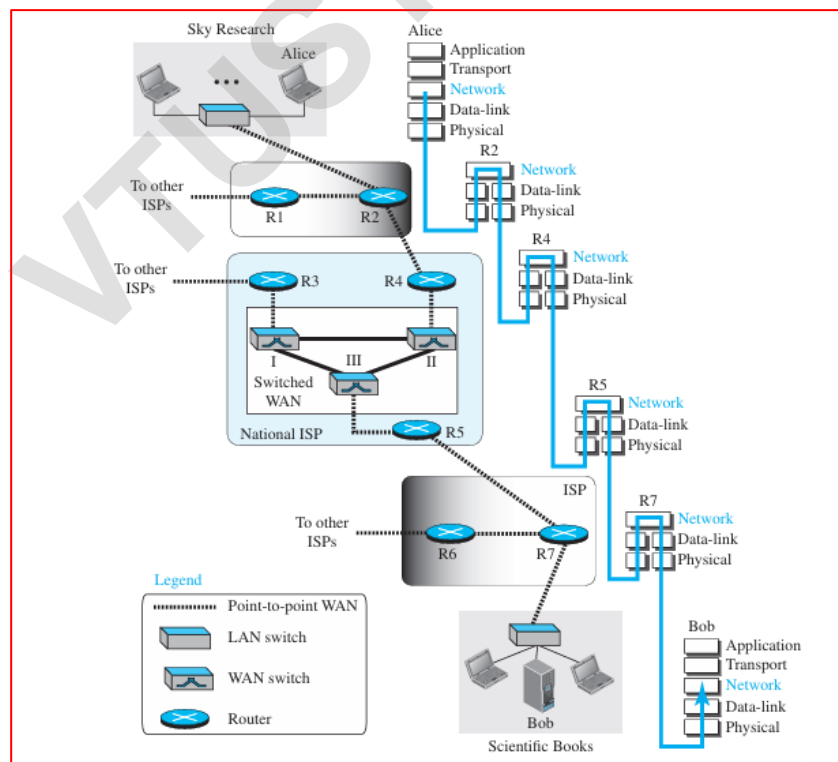 VTUS
Sky Research
Alice
To other
ISPs
R1
R2
To other
ISPs
R3
R4
I
II
III
Switched
WAN
National ISP
R5
ISP
To other
ISPs
R6
R7
Legend
Point-to-point WAN
LAN switch
WAN switch
Router
Bob
Scientific Books
Alice
Application
Transport
Network
Data-link
Physical
R2
Network
Data-link
Physical
R4
Network
Data-link
Physical
R5
Network
Data-link
Physical
R7
Network
Data-link
Physical
Bob
Application
Transport
Network
Data-link
Physical